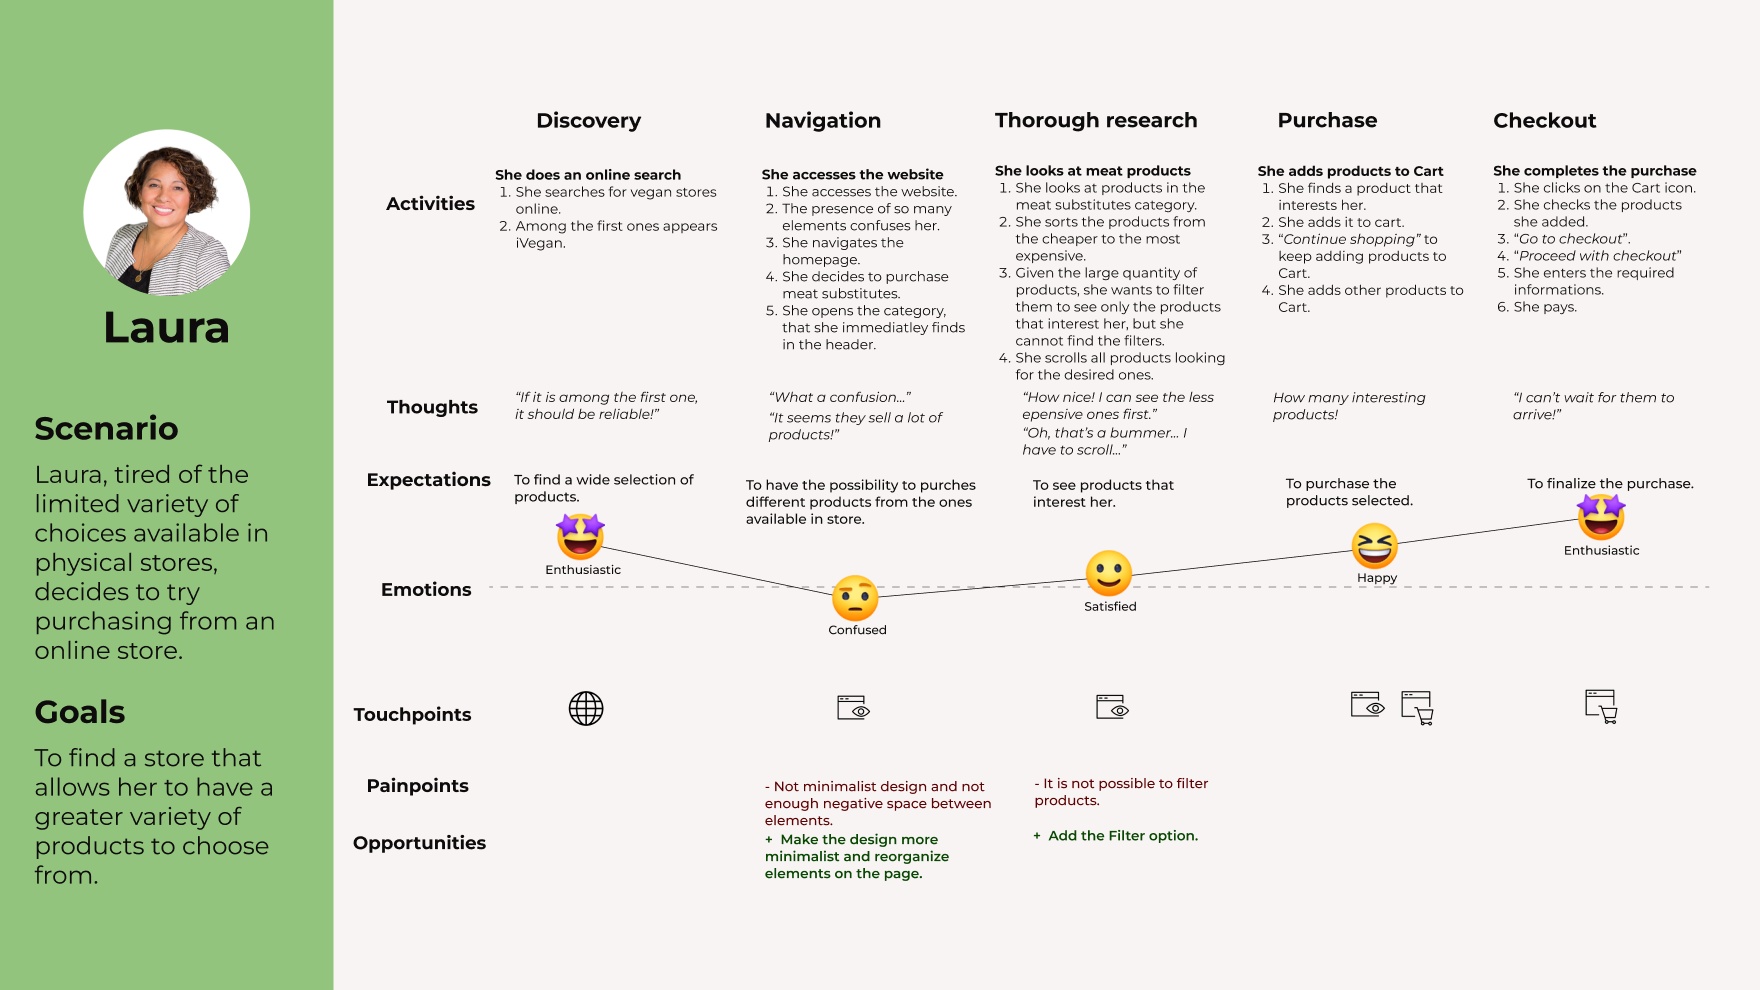 Laura
Scenario
Laura, tired of the
limited variety of
choices available in
physical stores,
decides to try
purchasing from an
online store.
Goals
To find a store that
allows her to have a
greater variety of
products to choose
from.
Discovery
Navigation
Thorough research
Purchase
Checkout
Activities
She does an online search
1. She searches for vegan stores
online.
2. Among the first ones appears
iVegan.
She accesses the website
1. She accesses the website.
2. The presence of so many
elements confuses her.
3. She navigates the
homepage.
4. She decides to purchase
meat substitutes.
5. She opens the category,
that she immediatley finds
in the header.
She looks at meat products
1. She looks at products in the
meat substitutes category.
2. She sorts the products from
the cheaper to the most
expensive.
3. Given the large quantity of
products, she wants to filter
them to see only the products
that interest her, but she
cannot find the filters.
4. She scrolls all products looking
for the desired ones.
She adds products to Cart
1. She finds a product that
interests her.
2. She adds it to cart.
3. “Continue shopping” to
keep adding products to
Cart.
4. She adds other products to
Cart.
She completes the purchase
1. She clicks on the Cart icon.
2. She checks the products
she added.
3. “Go to checkout”.
4. “Proceed with checkout”
5. She enters the required
informations.
6. She pays.
Thoughts
“If it is among the first one,
it should be reliable!”
“What a confusion...”
“It seems they sell a lot of
products!”
“How nice! I can see the less
epensive ones first.”
“Oh, that’s a bummer... I
have to scroll...”
How many interesting
products!
“I can’t wait for them to
arrive!”
Expectations
To find a wide selection of
products.
To have the possibility to purches
different products from the ones
available in store.
To see products that
interest her.
To purchase the
products selected.
To finalize the purchase.
Emotions
Enthusiastic
Confused
Satisfied
Happy
Enthusiastic
Touchpoints
Painpoints
- Not minimalist design and not
enough negative space between
elements.
- It is not possible to filter
products.
Opportunities
+ Make the design more
minimalist and reorganize
elements on the page.
+ Add the Filter option.